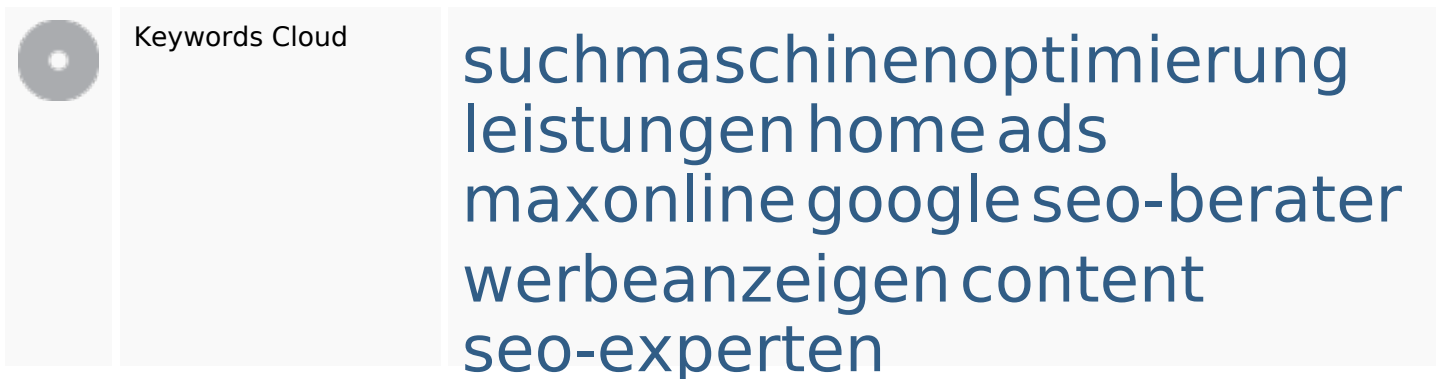 Keywords Cloud
suchmaschinenoptimierung
leistungen home ads
maxonline google seo-berater
werbeanzeigen content
seo-experten